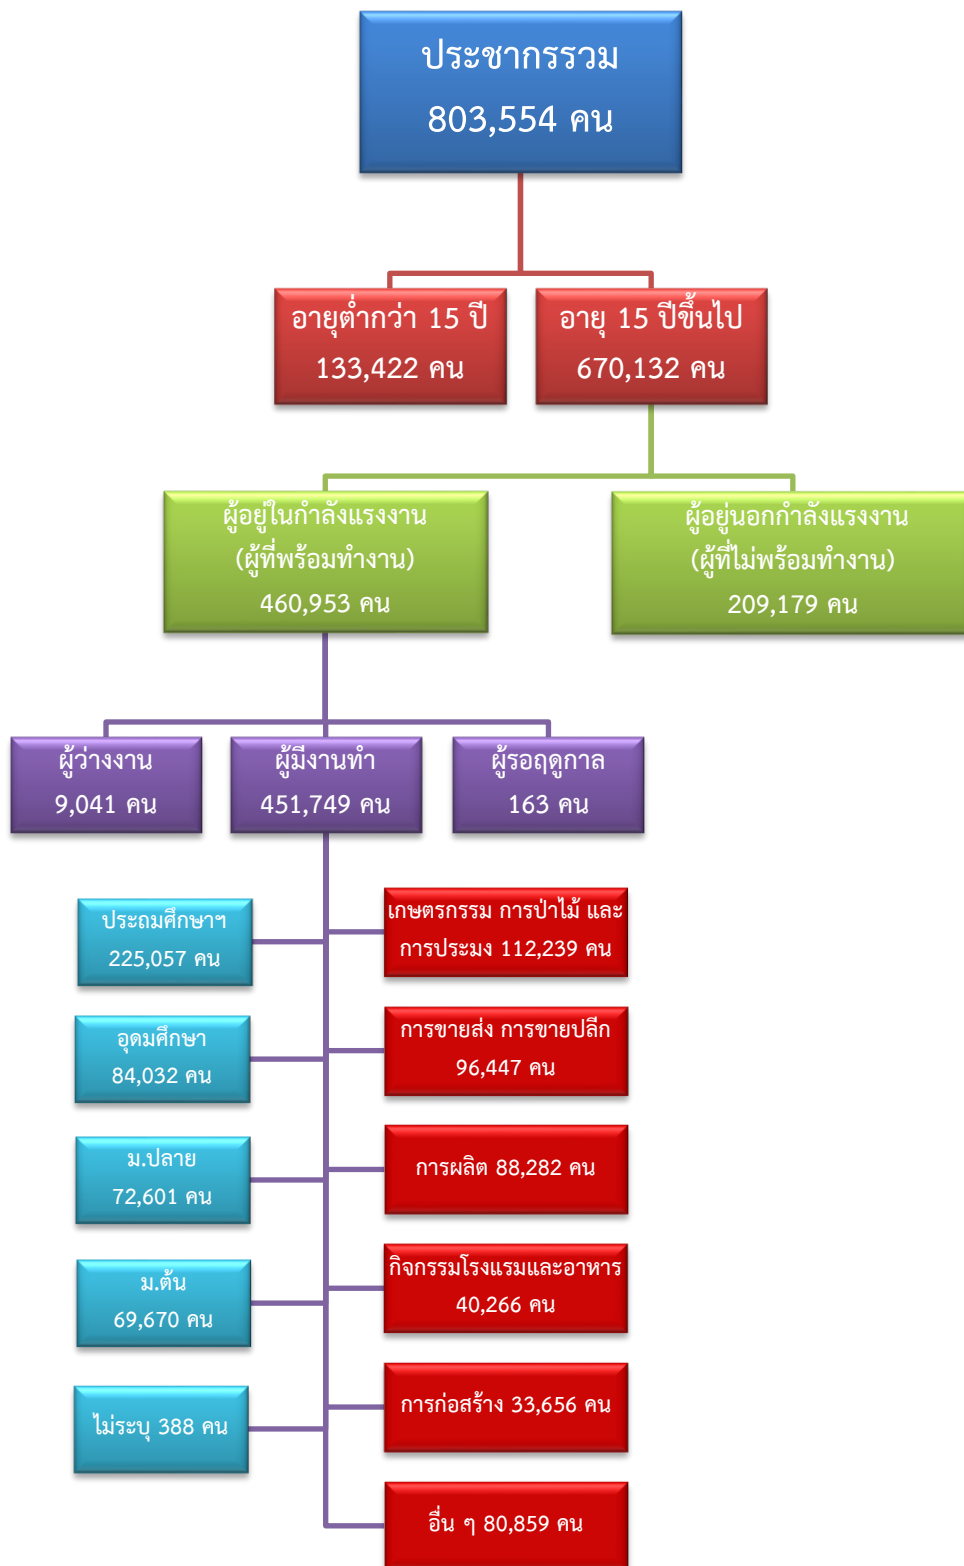 ประชากรรวม
803,554 คน
อายุต่ำกว่า 15 ปี
133,422 คน
อายุ 15 ปีขึ้นไป
670,132 คน
ผู้อยู่ในกำลังแรงงาน
(ผู้ที่พร้อมทำงาน)
460,953 คน
ผู้อยู่นอกกำลังแรงงาน
(ผู้ที่ไม่พร้อมทำงาน)
209,179 คน
ผู้ว่างงาน
9,041 คน
ผู้มีงานทำ
451,749 คน
ผู้รอฤดูกาล
163 คน
ประถมศึกษาฯ
225,057 คน
อุดมศึกษา
84,032 คน
ม.ปลาย
72,601 คน
ม.ต้น
69,670 คน
ไม่ระบุ 388 คน
เกษตรกรรม การป่าไม้ และ
การประมง 112,239 คน
การขายส่ง การขายปลีก
96,447 คน
การผลิต 88,282 คน
กิจกรรมโรงแรมและอาหาร
40,266 คน
การก่อสร้าง 33,656 คน
อื่น ๆ 80,859 คน